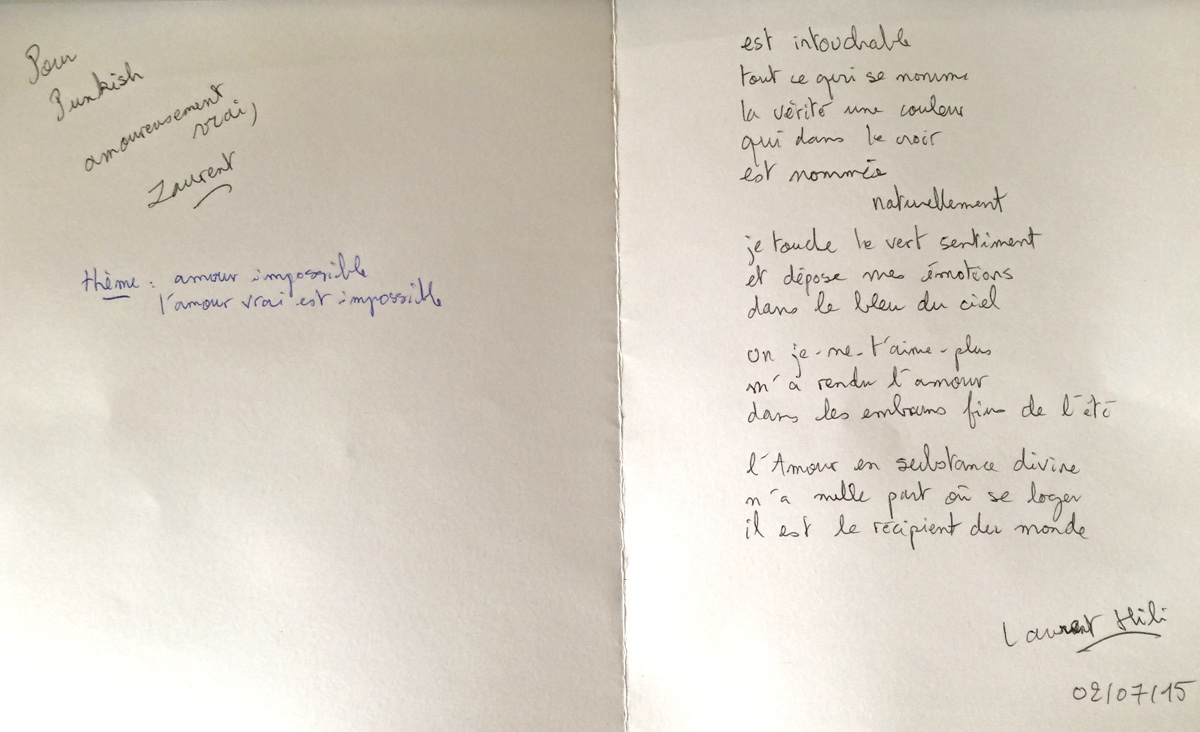 Pour
Punkish
amoureusement
vrai,
Laurent
thème : amour impossible
l'amour vrai est impossible
est intouchable
tout ce qui se nomme
la vérité une couleur
qui dans le croir
est nommée
naturellement
je touche le vert sentiment
et dépose mes émotions
dans le bleu du ciel
On je-ne-t'aime-plus
m'a rendu l'amour
dans les embruns fins de l'été
l'Amour en substance divine
n'a nulle part où se loger
il est le récipient du monde
Laurent Hili
02/07/15